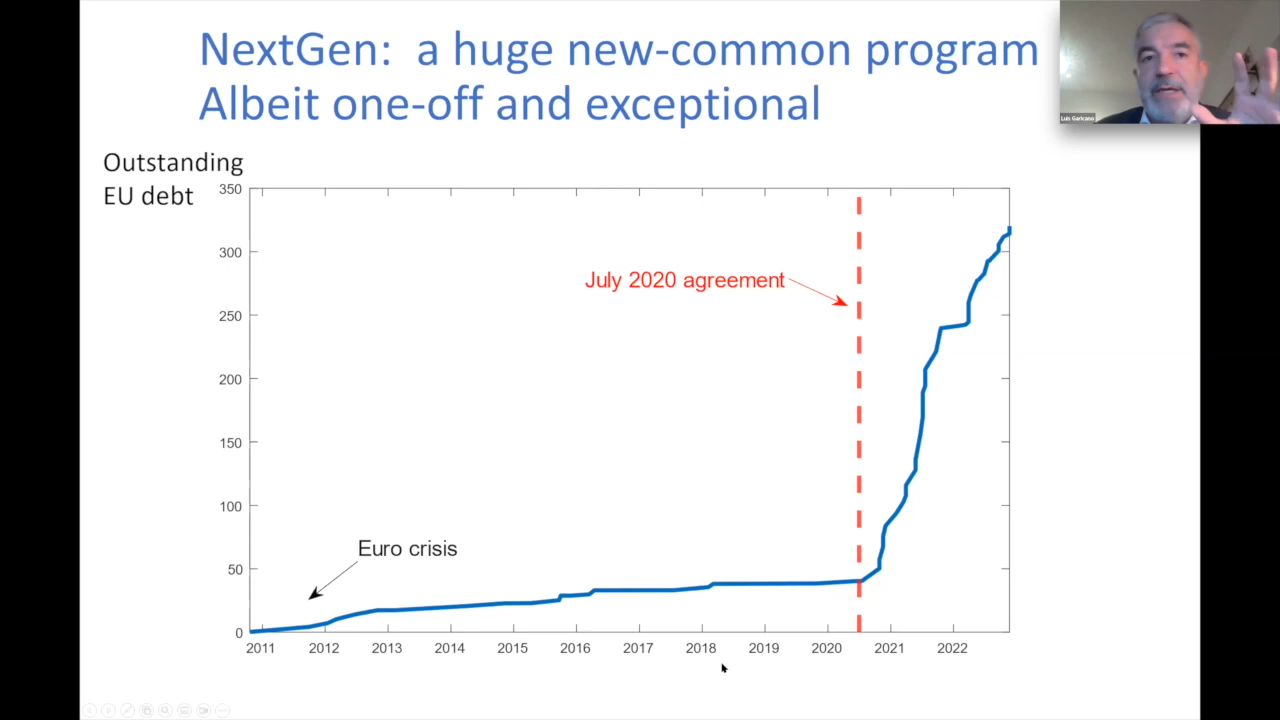 NextGen: a huge new-common program
Albeit one-off and exceptional
Luis Garicano
Outstanding
EU debt
350
300
250
200
150
100
50
0
July 2020 agreement
Euro crisis
2011 2012 2013 2014 2015 2016 2017 2018 2019 2020 2021 2022